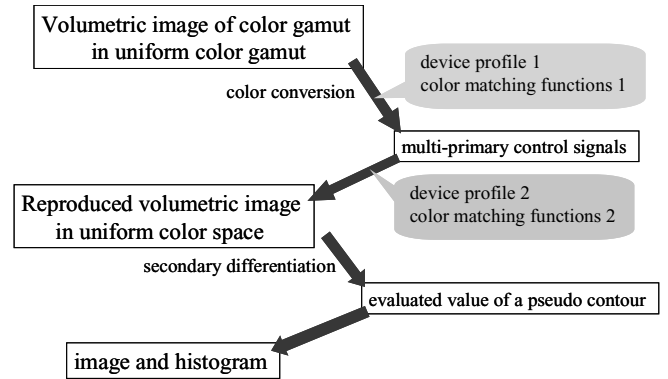 Volumetric image of color gamut
in uniform color gamut
device profile 1
color matching functions 1
color conversion
multi-primary control signals
device profile 2
color matching functions 2
Reproduced volumetric image
in uniform color space
secondary differentiation
evaluated value of a pseudo contour
image and histogram